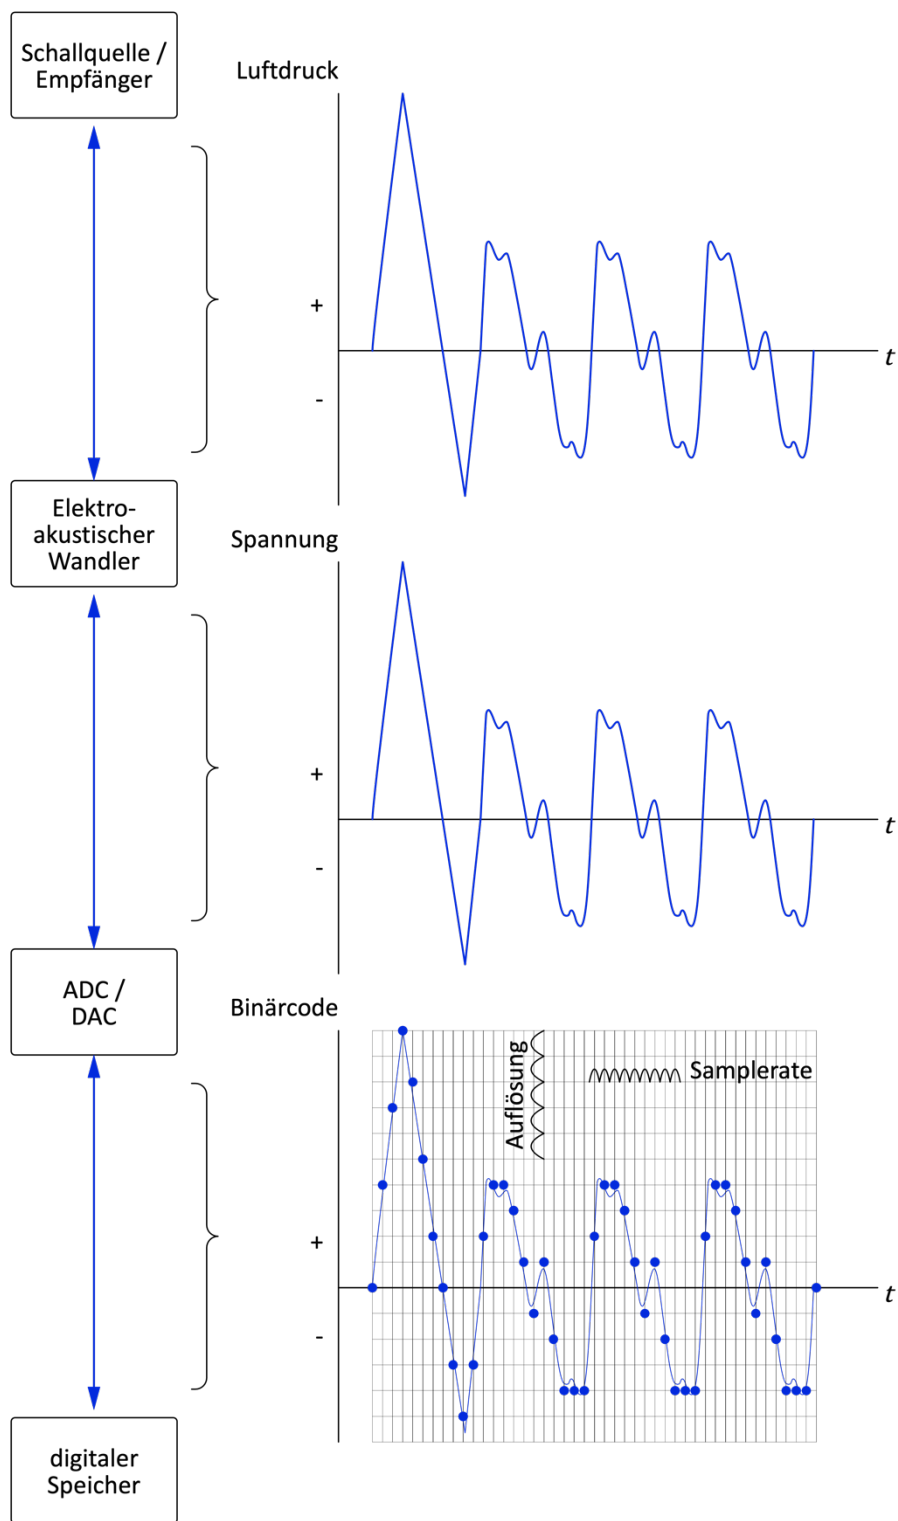 Schallquelle /
Empfänger
Luftdruck
+
-
t
Elektro-
akustischer
Wandler
Spannung
+
-
t
ADC /
DAC
Binärcode
Auflösung
Samplerate
+
-
t
digitaler
Speicher